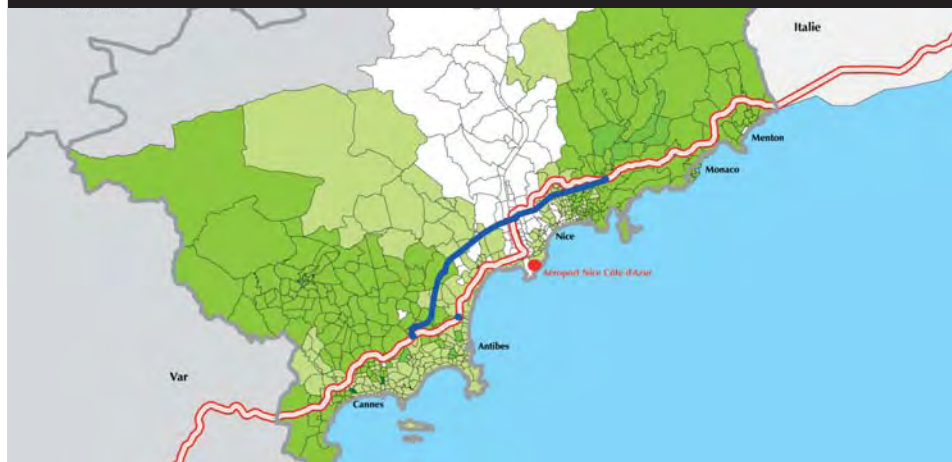 Italie
Menton
Monaco
Nice
Aéroport Nice Côte d'Azur
Antibes
Var
Cannes